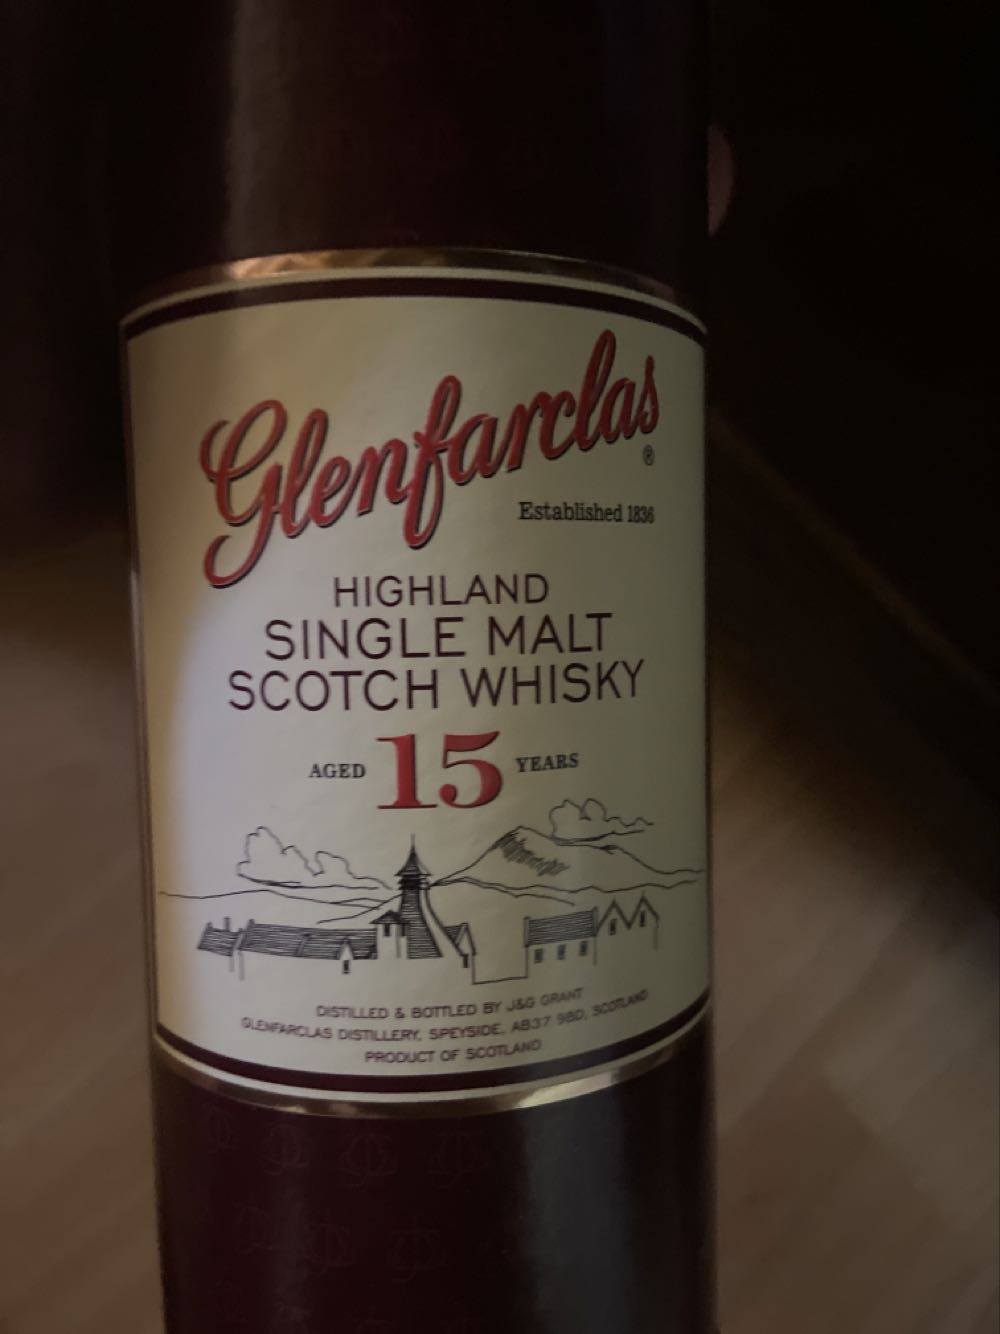 Glenfarclas
®
Established 1836
HIGHLAND
SINGLE MALT
SCOTCH WHISKY
AGED 15 YEARS
DISTILLED & BOTTLED BY J&G GRANT
GLENFARCLAS DISTILLERY, SPEYSIDE, AB37 9BD, SCOTLAND
PRODUCT OF SCOTLAND